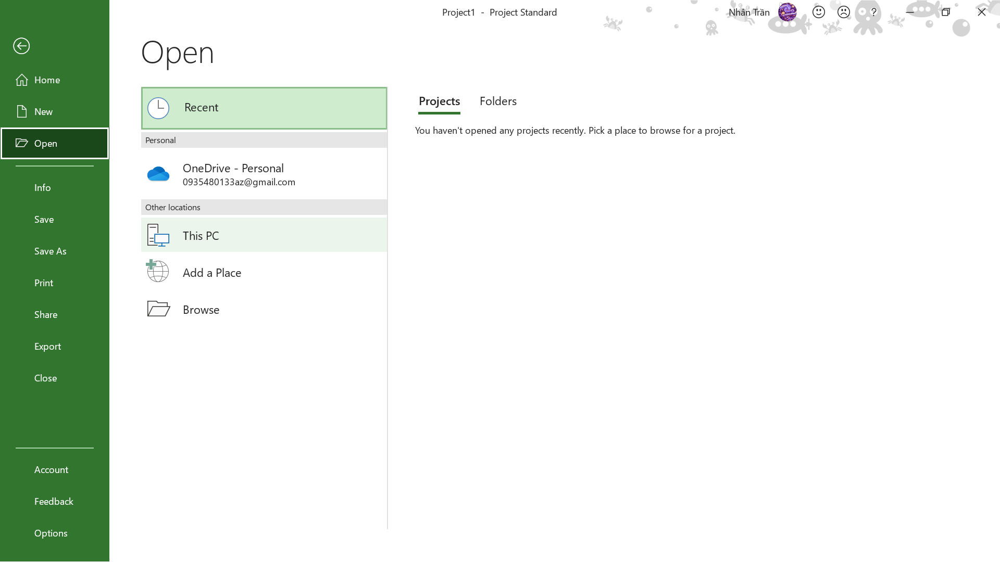 Project1 - Project Standard
Nhân Trần
?
Home
New
Open
Info
Save
Save As
Print
Share
Export
Close
Account
Feedback
Options
Open
Recent
Personal
OneDrive - Personal
0935480133az@gmail.com
Other locations
This PC
Add a Place
Browse
Projects Folders
You haven't opened any projects recently. Pick a place to browse for a project.